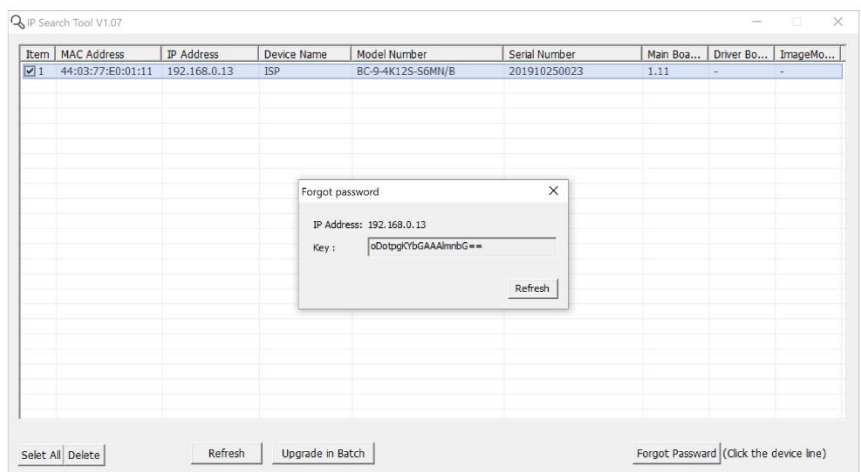 IP Search Tool V1.07
Item MAC Address IP Address Device Name Model Number Serial Number Main Boa... Driver Bo... ImageMo...
1 44:03:77:E0:01:11 192.168.0.13 ISP BC-9-4K12S-S6MN/B 201910250023 1.11 - -
Forgot password
IP Address: 192.168.0.13
Key : oDotpgKYbGAAAlmnbG==
Refresh
Selet All Delete Refresh Upgrade in Batch Forgot Passward (Click the device line)